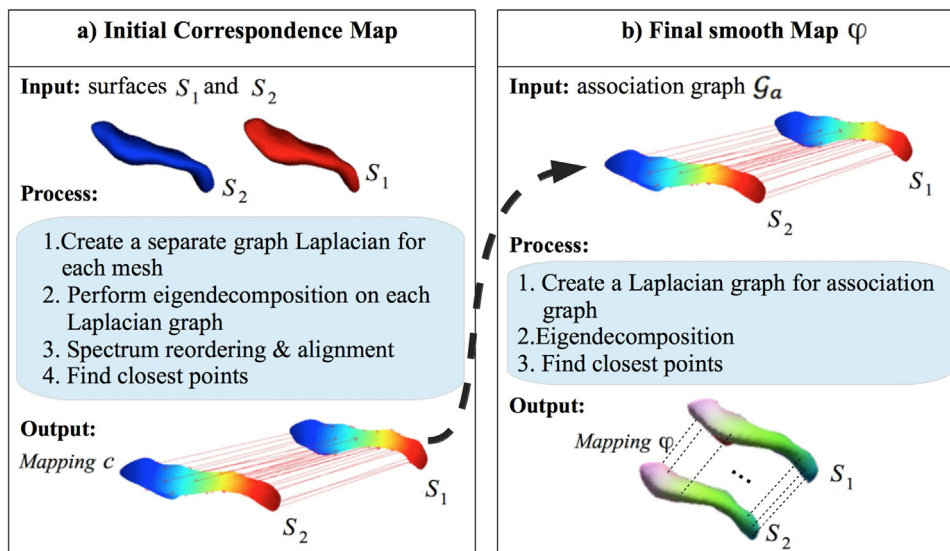 a) Initial Correspondence Map
Input: surfaces S1 and S2
S2
S1
Process:
1.Create a separate graph Laplacian for
each mesh
2. Perform eigendecomposition on each
Laplacian graph
3. Spectrum reordering & alignment
4. Find closest points
Output:
Mapping c
S1
S2
b) Final smooth Map φ
Input: association graph 𝒢a
S1
S2
Process:
1. Create a Laplacian graph for association
graph
2.Eigendecomposition
3. Find closest points
Output:
Mapping φ
...
S1
S2